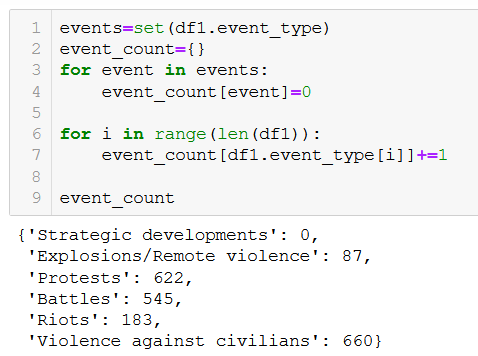 1 events=set(df1.event_type)
2 event_count={}
3 for event in events:
4     event_count[event]=0
5
6 for i in range(len(df1)):
7     event_count[df1.event_type[i]]+=1
8
9 event_count
{'Strategic developments': 0,
 'Explosions/Remote violence': 87,
 'Protests': 622,
 'Battles': 545,
 'Riots': 183,
 'Violence against civilians': 660}